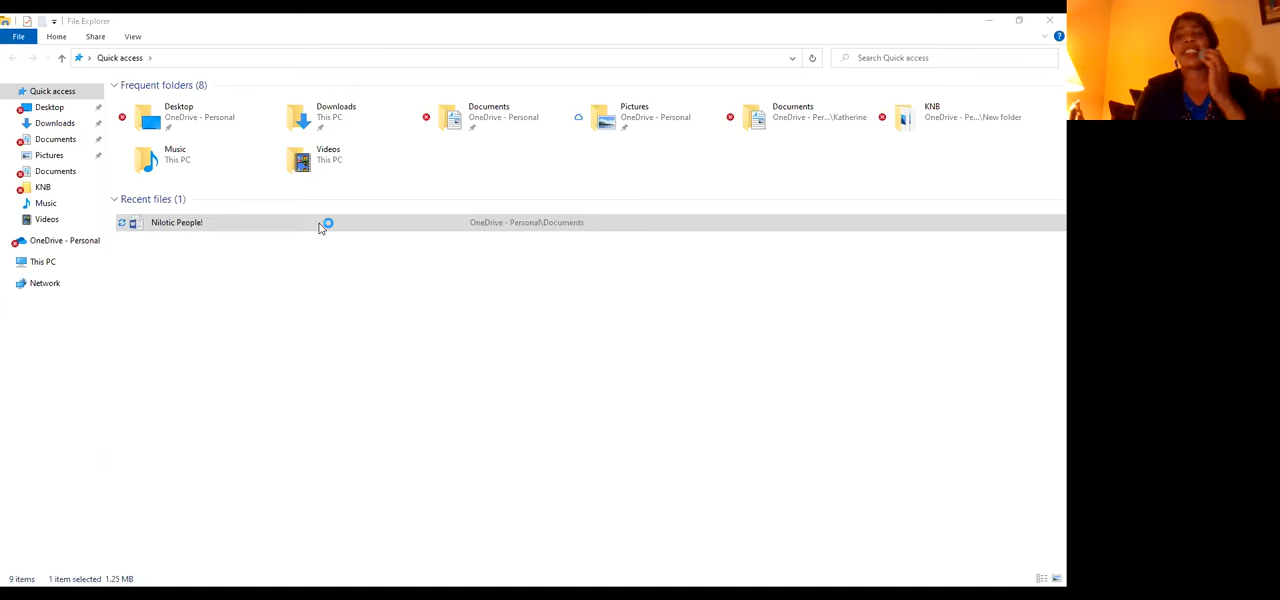 File Explorer
File Home Share View
Quick access
Search Quick access
Quick access
Desktop
Downloads
Documents
Pictures
Documents
KNB
Music
Videos
OneDrive - Personal
This PC
Network
Frequent folders (8)
Desktop
OneDrive - Personal
Downloads
This PC
Documents
OneDrive - Personal
Pictures
OneDrive - Personal
Documents
OneDrive - Per...\Katherine
KNB
OneDrive - Pe...\New folder
Music
This PC
Videos
This PC
Recent files (1)
Nilotic People! OneDrive - Personal\Documents
9 items 1 item selected 1.25 MB